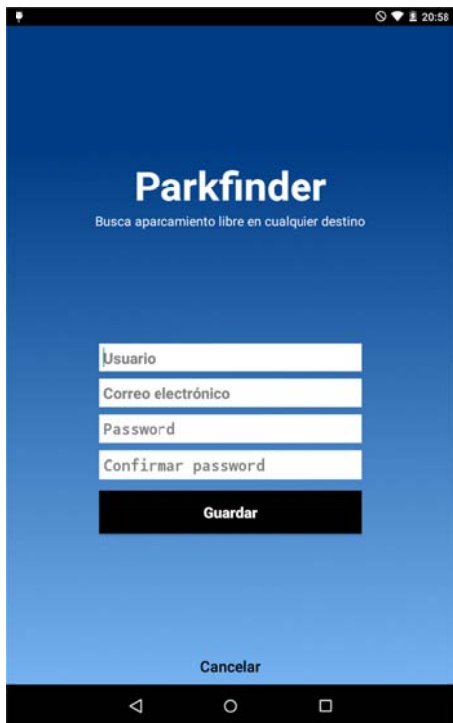 20:58
Parkfinder
Busca aparcamiento libre en cualquier destino
Usuario
Correo electrónico
Password
Confirmar password
Guardar
Cancelar